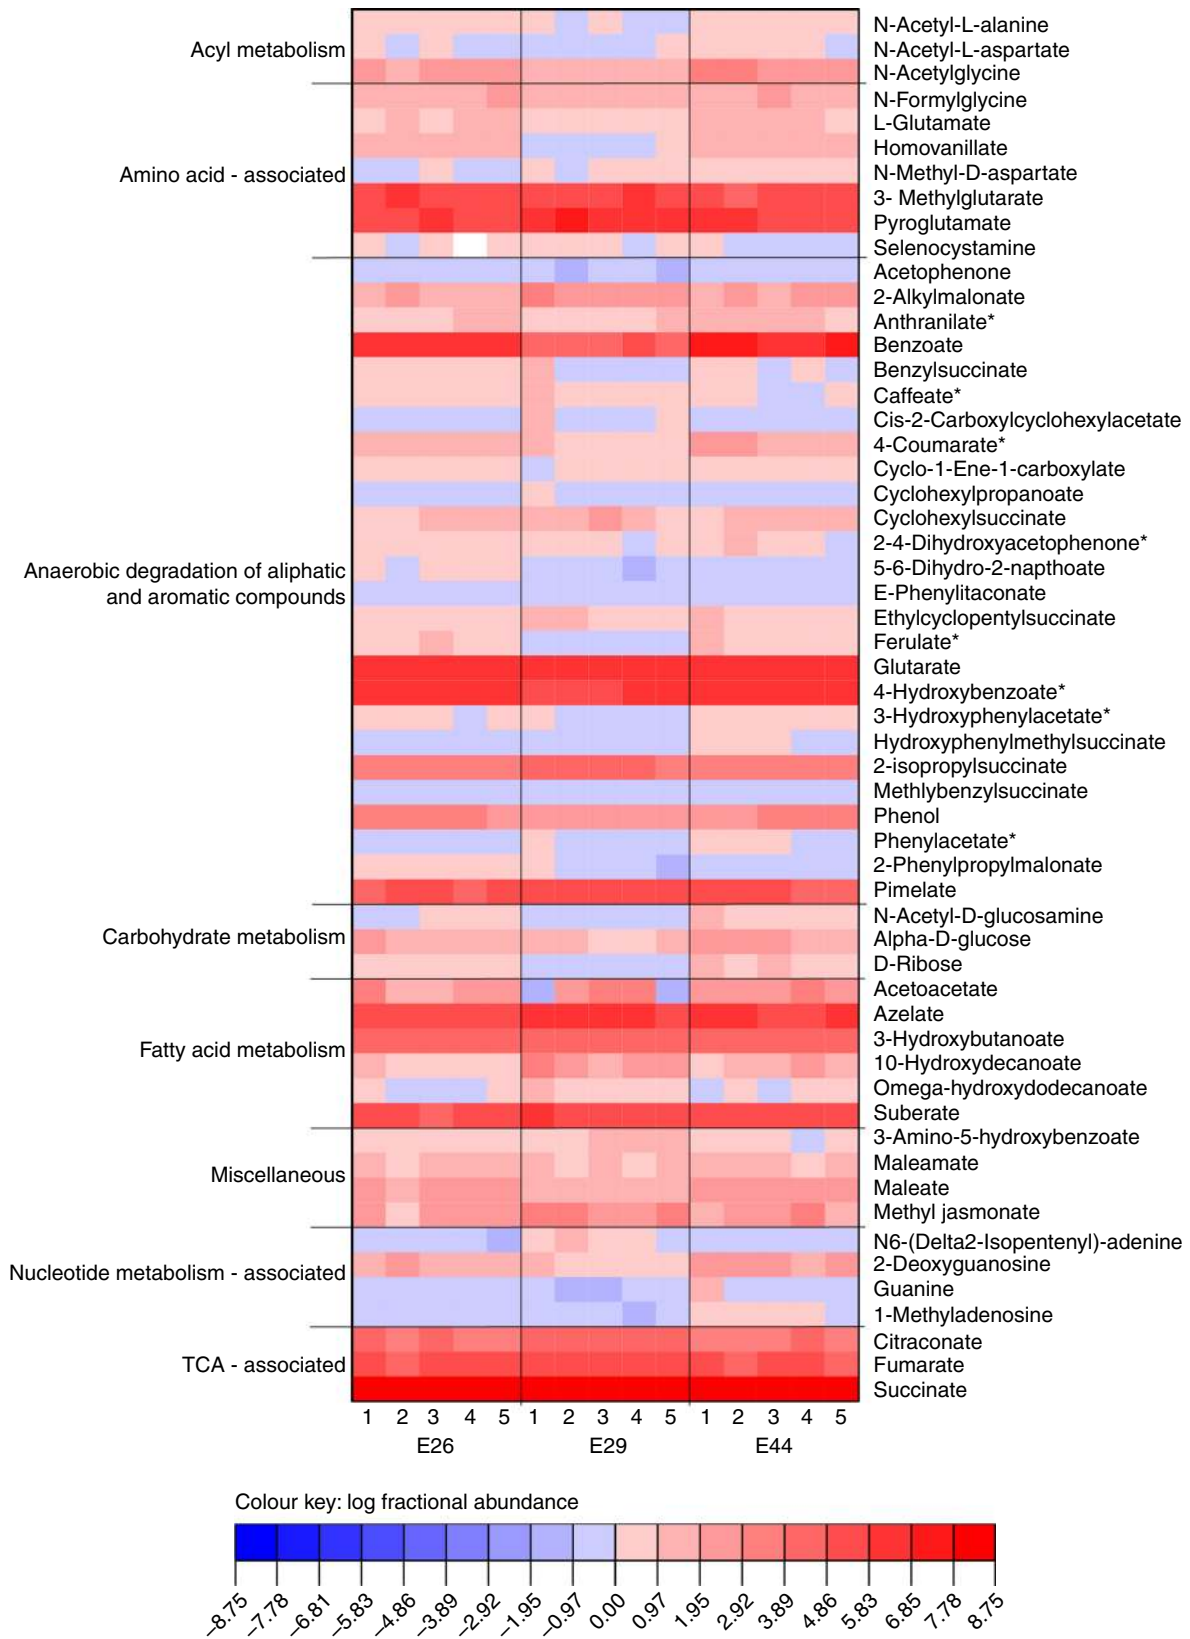 Acyl metabolism
N-Acetyl-L-alanine
N-Acetyl-L-aspartate
N-Acetylglycine
Amino acid - associated
N-Formylglycine
L-Glutamate
Homovanillate
N-Methyl-D-aspartate
3- Methylglutarate
Pyroglutamate
Selenocystamine
Anaerobic degradation of aliphatic
and aromatic compounds
Acetophenone
2-Alkylmalonate
Anthranilate*
Benzoate
Benzylsuccinate
Caffeate*
Cis-2-Carboxylcyclohexylacetate
4-Coumarate*
Cyclo-1-Ene-1-carboxylate
Cyclohexylpropanoate
Cyclohexylsuccinate
2-4-Dihydroxyacetophenone*
5-6-Dihydro-2-napthoate
E-Phenylitaconate
Ethylcyclopentylsuccinate
Ferulate*
Glutarate
4-Hydroxybenzoate*
3-Hydroxyphenylacetate*
Hydroxyphenylmethylsuccinate
2-isopropylsuccinate
Methlybenzylsuccinate
Phenol
Phenylacetate*
2-Phenylpropylmalonate
Pimelate
Carbohydrate metabolism
N-Acetyl-D-glucosamine
Alpha-D-glucose
D-Ribose
Fatty acid metabolism
Acetoacetate
Azelate
3-Hydroxybutanoate
10-Hydroxydecanoate
Omega-hydroxydodecanoate
Suberate
Miscellaneous
3-Amino-5-hydroxybenzoate
Maleamate
Maleate
Methyl jasmonate
Nucleotide metabolism - associated
N6-(Delta2-Isopentenyl)-adenine
2-Deoxyguanosine
Guanine
1-Methyladenosine
TCA - associated
Citraconate
Fumarate
Succinate
1 2 3 4 5 1 2 3 4 5 1 2 3 4 5
E26 E29 E44
Colour key: log fractional abundance
−8.75 −7.78 −6.81 −5.83 −4.86 −3.89 −2.92 −1.95 −0.97 0.00 0.97 1.95 2.92 3.89 4.86 5.83 6.85 7.78 8.75